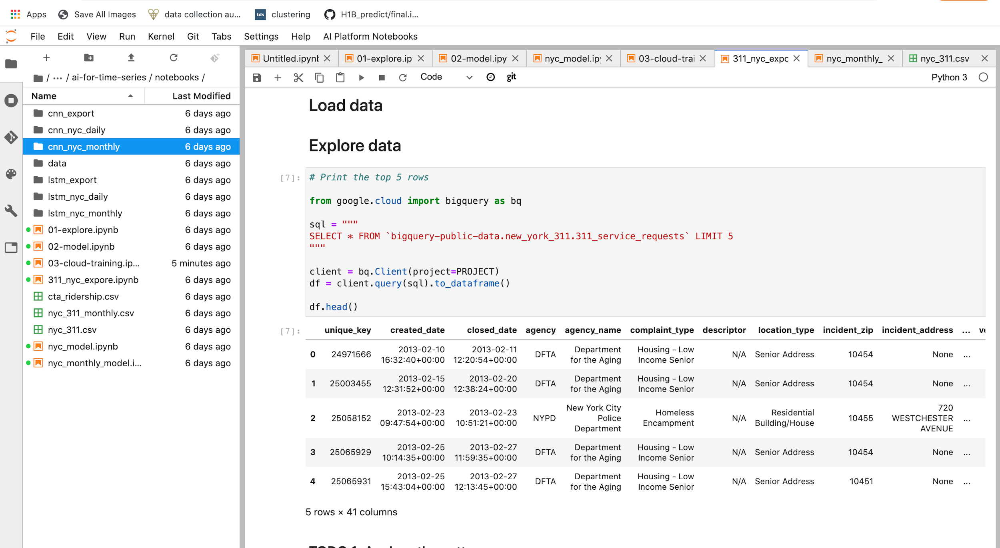 Apps Save All Images data collection au... tds clustering H1B_predict/final.i...
File Edit View Run Kernel Git Tabs Settings Help AI Platform Notebooks
/ ... / ai-for-time-series / notebooks /
Name Last Modified
cnn_export 6 days ago
cnn_nyc_daily 6 days ago
cnn_nyc_monthly 6 days ago
data 6 days ago
lstm_export 6 days ago
lstm_nyc_daily 6 days ago
lstm_nyc_monthly 6 days ago
01-explore.ipynb 6 days ago
02-model.ipynb 6 days ago
03-cloud-training.ip... 5 minutes ago
311_nyc_expore.ipynb 6 days ago
cta_ridership.csv 6 days ago
nyc_311_monthly.csv 6 days ago
nyc_311.csv 6 days ago
nyc_model.ipynb 6 days ago
nyc_monthly_model.i... 6 days ago
Untitled.ipynb 01-explore.ip 02-model.ipy nyc_model.ipy 03-cloud-trai 311_nyc_expo nyc_monthly_ nyc_311.csv
Code git Python 3
Load data
Explore data
[7]:
# Print the top 5 rows
from google.cloud import bigquery as bq
sql = """
SELECT * FROM `bigquery-public-data.new_york_311.311_service_requests` LIMIT 5
"""
client = bq.Client(project=PROJECT)
df = client.query(sql).to_dataframe()
df.head()
[7]:
unique_key created_date closed_date agency agency_name complaint_type descriptor location_type incident_zip incident_address ...
0 24971566 2013-02-10 16:32:40+00:00 2013-02-11 12:20:54+00:00 DFTA Department for the Aging Housing - Low Income Senior N/A Senior Address 10454 None ...
1 25003455 2013-02-15 12:31:52+00:00 2013-02-20 12:38:24+00:00 DFTA Department for the Aging Housing - Low Income Senior N/A Senior Address 10454 None ...
2 25058152 2013-02-23 09:47:54+00:00 2013-02-23 10:51:21+00:00 NYPD New York City Police Department Homeless Encampment N/A Residential Building/House 10455 720 WESTCHESTER AVENUE ...
3 25065929 2013-02-25 10:14:35+00:00 2013-02-27 11:59:35+00:00 DFTA Department for the Aging Housing - Low Income Senior N/A Senior Address 10454 None ...
4 25065931 2013-02-25 15:43:04+00:00 2013-02-27 12:13:45+00:00 DFTA Department for the Aging Housing - Low Income Senior N/A Senior Address 10451 None ...
5 rows × 41 columns